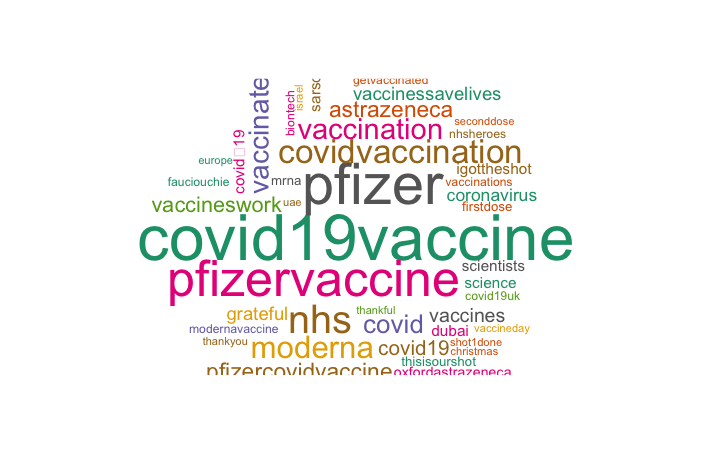 getvaccinated
vaccinessavelives
astrazeneca
seconddose
vaccination
nhsheroes
covidvaccination
igottheshot
biontech
israel
vaccinate
europe
fauciouchie
mrna
pfizer
vaccinations
coronavirus
firstdose
vaccineswork
uae
covid19vaccine
pfizervaccine
scientists
science
covid19uk
grateful
nhs
thankful
covid
vaccines
modernavaccine
dubai
vaccineday
thankyou
moderna
covid19
shot1done
christmas
thisisourshot
pfizercovidvaccine
oxfordastrazeneca